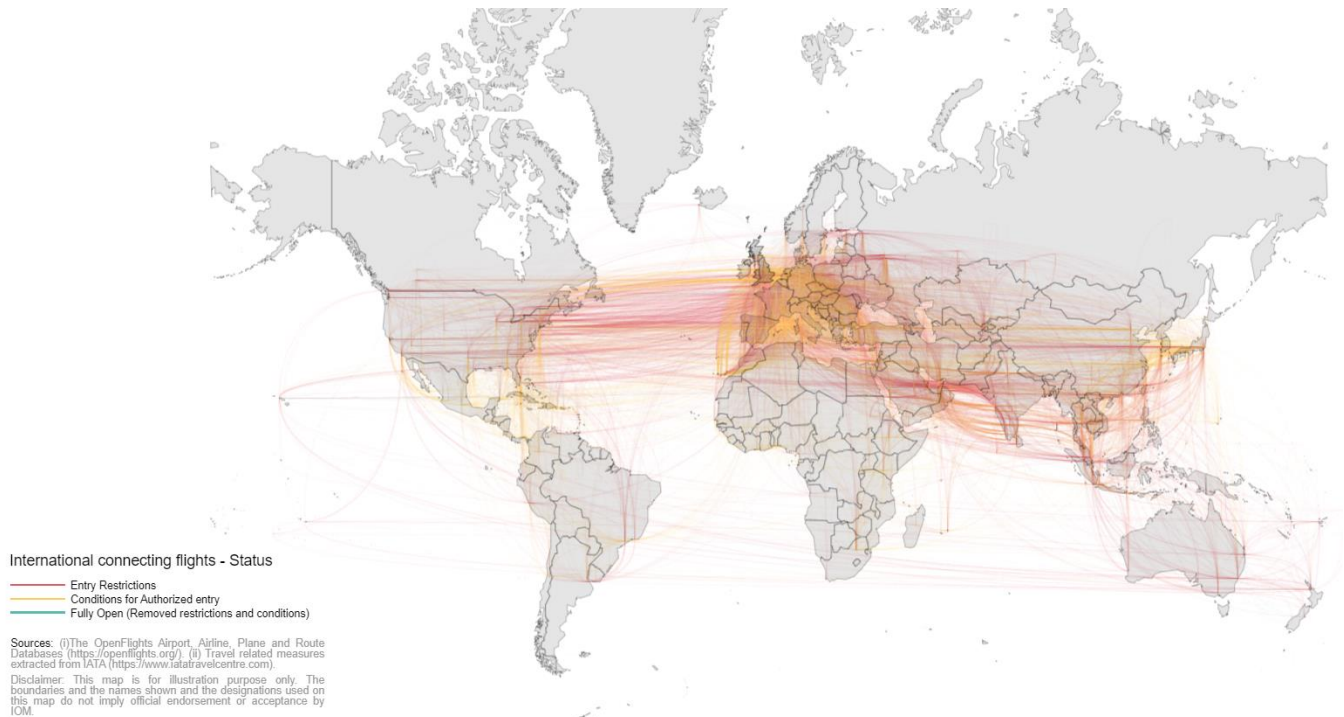 International connecting flights - Status
Entry Restrictions
Conditions for Authorized entry
Fully Open (Removed restrictions and conditions)
Sources: (i)The OpenFlights Airport, Airline, Plane and Route
Databases (https://openflights.org/). (ii) Travel related measures
extracted from IATA (https://www.iatatravelcentre.com).
Disclaimer: This map is for illustration purpose only. The
boundaries and the names shown and the designations used on
this map do not imply official endorsement or acceptance by
IOM.